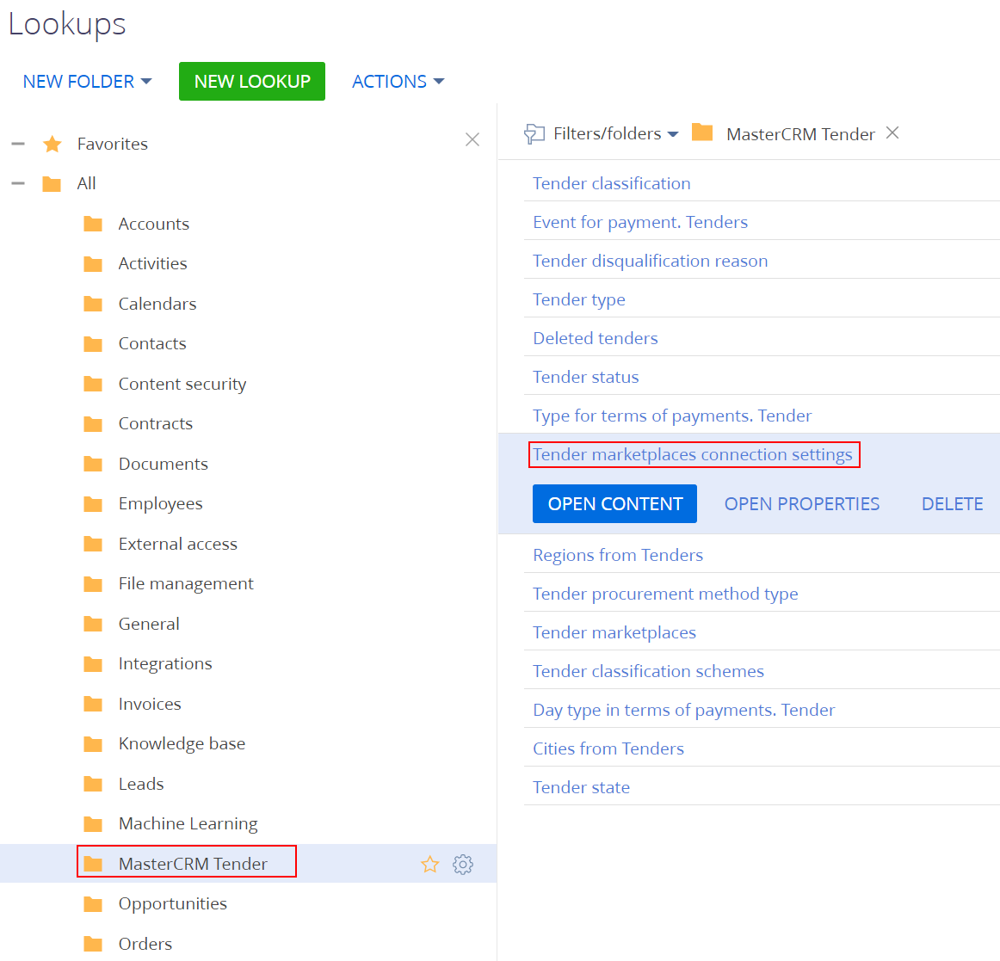 Lookups
NEW FOLDER
NEW LOOKUP
ACTIONS
Favorites
All
Accounts
Activities
Calendars
Contacts
Content security
Contracts
Documents
Employees
External access
File management
General
Integrations
Invoices
Knowledge base
Leads
Machine Learning
MasterCRM Tender
Opportunities
Orders
Filters/folders
MasterCRM Tender
Tender classification
Event for payment. Tenders
Tender disqualification reason
Tender type
Deleted tenders
Tender status
Type for terms of payments. Tender
Tender marketplaces connection settings
OPEN CONTENT
OPEN PROPERTIES
DELETE
Regions from Tenders
Tender procurement method type
Tender marketplaces
Tender classification schemes
Day type in terms of payments. Tender
Cities from Tenders
Tender state